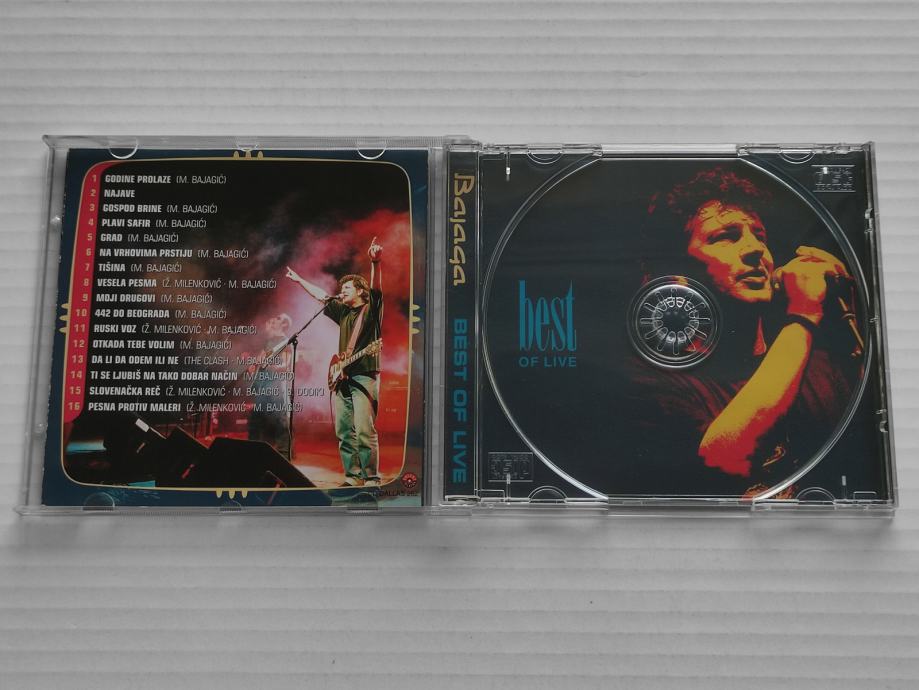 1 GODINE PROLAZE (M. BAJAGIĆ)
2 NAJAVE
3 GOSPOD BRINE (M. BAJAGIĆ)
4 PLAVI SAFIR (M. BAJAGIĆ)
5 GRAD (M. BAJAGIĆ)
6 NA VRHOVIMA PRSTIJU (M. BAJAGIĆ)
7 TIŠINA (M. BAJAGIĆ)
8 VESELA PESMA (Ž. MILENKOVIĆ · M. BAJAGIĆ)
9 MOJI DRUGOVI (M. BAJAGIĆ)
10 442 DO BEOGRADA (M. BAJAGIĆ)
11 RUSKI VOZ (Ž. MILENKOVIĆ · M. BAJAGIĆ)
12 OTKADA TEBE VOLIM (M. BAJAGIĆ)
13 DA LI DA ODEM ILI NE (THE CLASH · M. BAJAGIĆ)
14 TI SE LJUBIŠ NA TAKO DOBAR NAČIN (M. BAJAGIĆ)
15 SLOVENAČKA REČ (Ž. MILENKOVIĆ · M. BAJAGIĆ
16 PESNA PROTIV MALERI (Ž. MILENKOVIĆ · M. BAJAGIĆ)
DALLAS 262
Bajaga BEST OF LIVE
best
OF LIVE